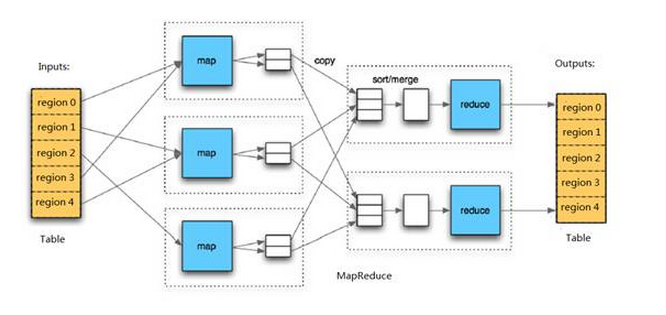 Inputs:
region 0
region 1
region 2
region 3
region 4
Table
map
map
map
copy
sort/merge
reduce
reduce
MapReduce
Outputs:
region 0
region 1
region 2
region 3
region 4
Table